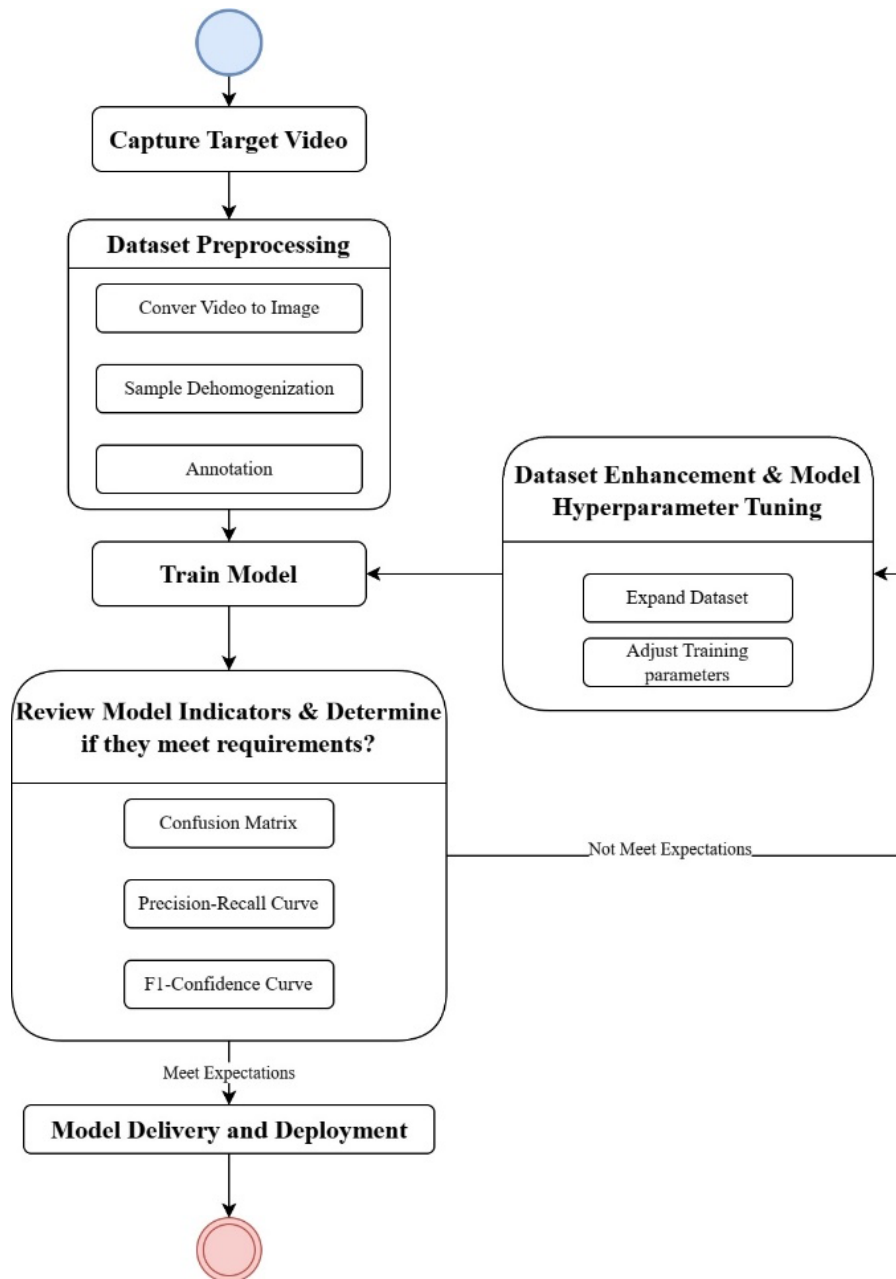 Capture Target Video
Dataset Preprocessing
Conver Video to Image
Sample Dehomogenization
Annotation
Dataset Enhancement & Model
Hyperparameter Tuning
Expand Dataset
Adjust Training
parameters
Train Model
Review Model Indicators & Determine
if they meet requirements?
Confusion Matrix
Precision-Recall Curve
F1-Confidence Curve
Not Meet Expectations
Meet Expectations
Model Delivery and Deployment